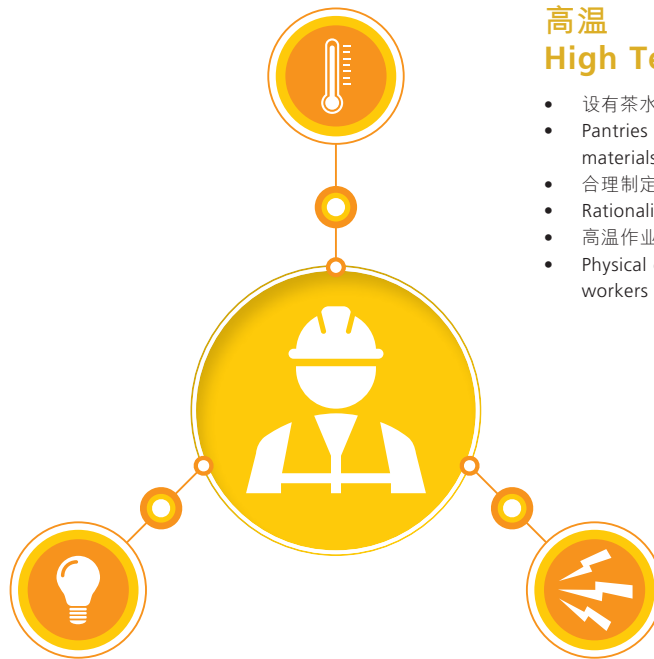 高温
High Te
• 设有茶水
• Pantries
materials
• 合理制定
• Rationali
• 高温作业
• Physical
workers